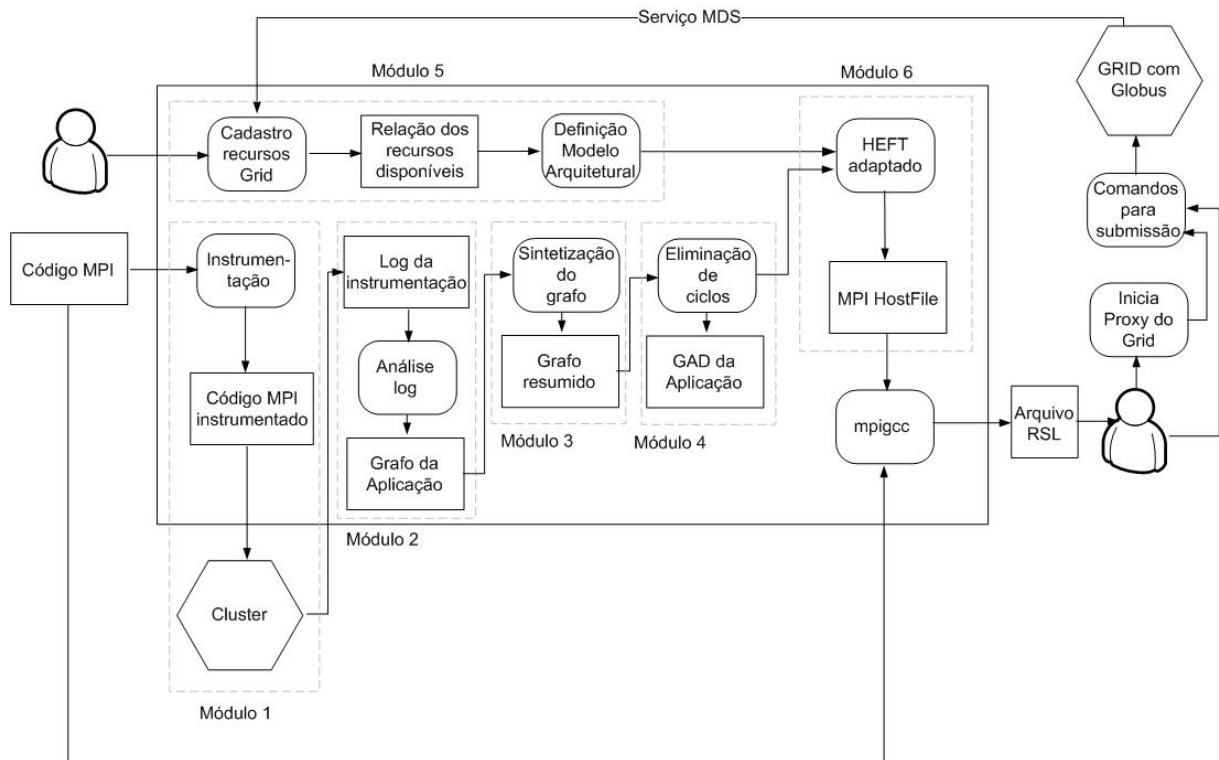 Serviço MDS
Módulo 5
Módulo 6
GRID com
Globus
Cadastro
recursos
Grid
Relação dos
recursos
disponíveis
Definição
Modelo
Arquitetural
HEFT
adaptado
Comandos
para
submissão
Código MPI
Instrumen-
tação
Log da
instrumentação
Sintetização
do
grafo
Eliminação
de
ciclos
MPI HostFile
Inicia
Proxy do
Grid
Código MPI
instrumentado
Análise
log
Grafo
resumido
GAD da
Aplicação
mpigcc
Arquivo
RSL
Módulo 3
Módulo 4
Grafo da
Aplicação
Módulo 2
Cluster
Módulo 1